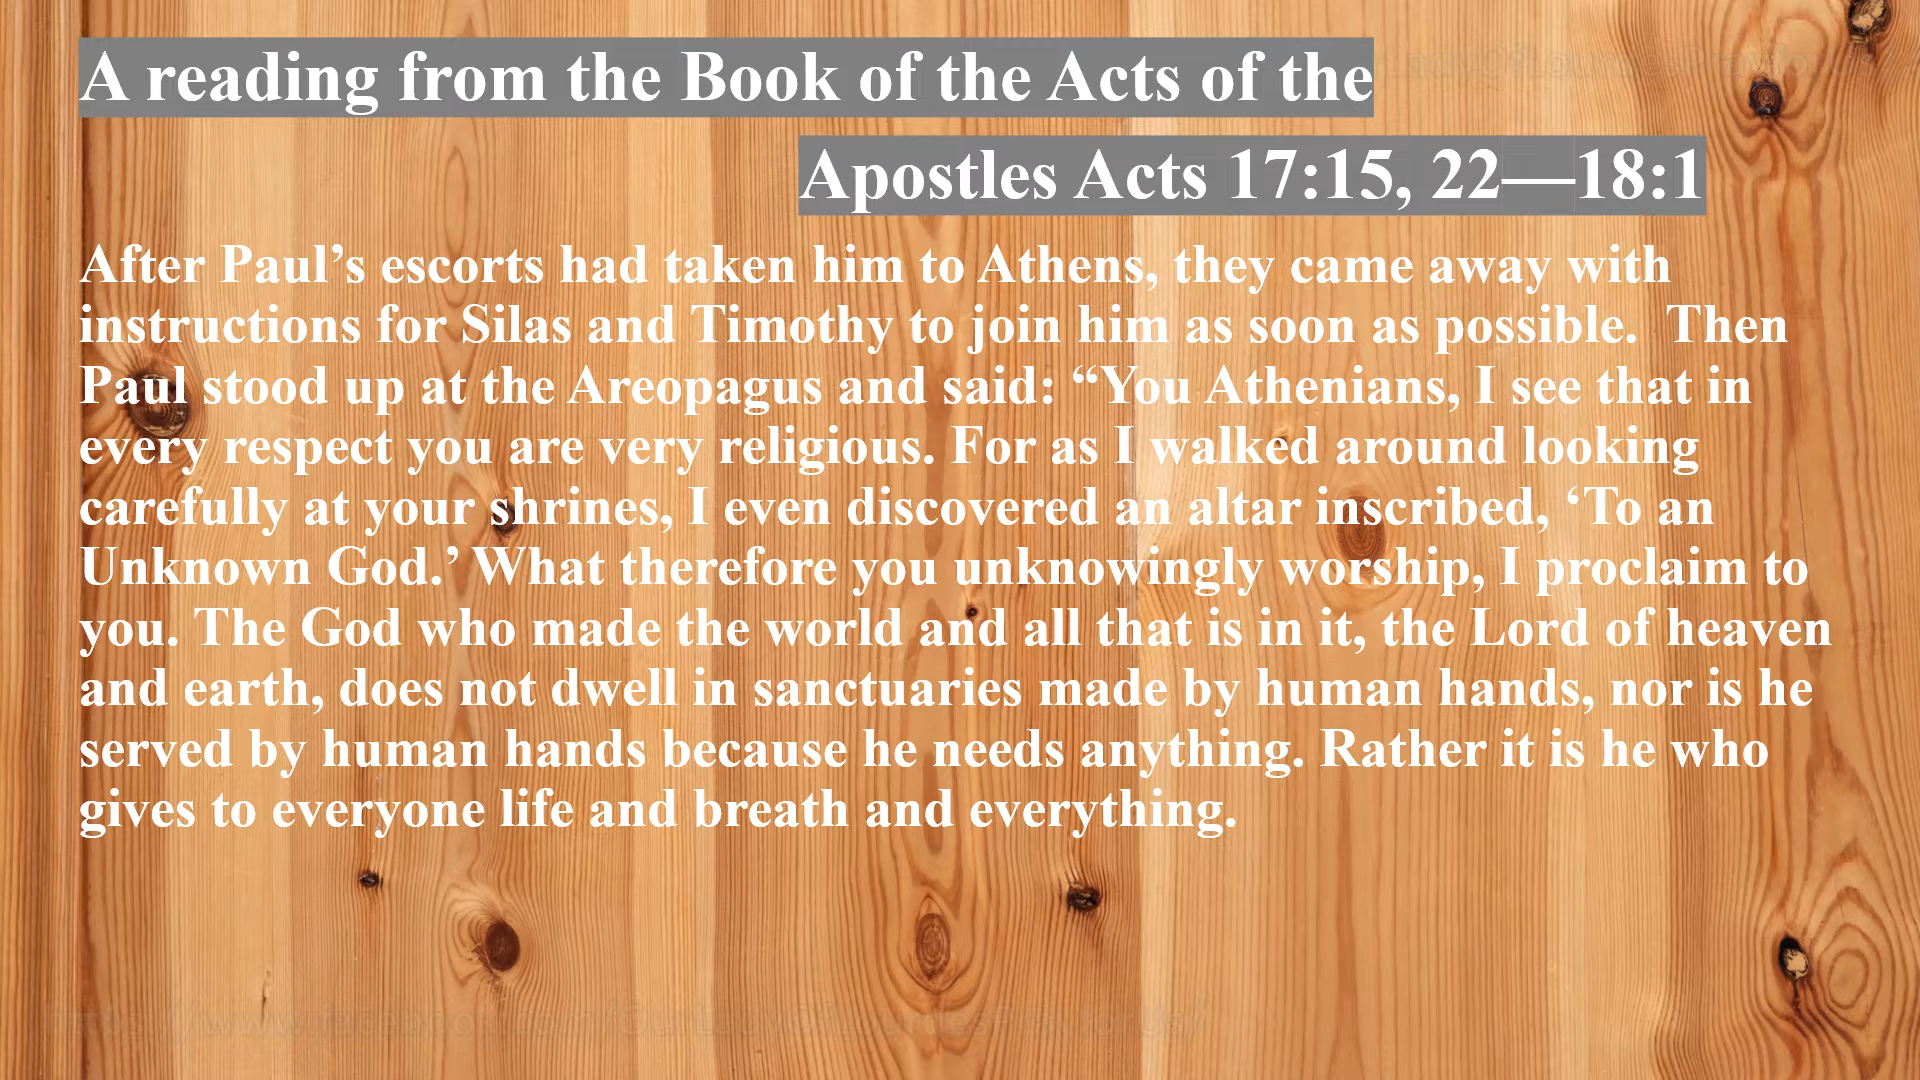 A reading from the Book of the Acts of the
Apostles Acts 17:15, 22—18:1
After Paul’s escorts had taken him to Athens, they came away with
instructions for Silas and Timothy to join him as soon as possible.  Then
Paul stood up at the Areopagus and said: “You Athenians, I see that in
every respect you are very religious. For as I walked around looking
carefully at your shrines, I even discovered an altar inscribed, ‘To an
Unknown God.’ What therefore you unknowingly worship, I proclaim to
you. The God who made the world and all that is in it, the Lord of heaven
and earth, does not dwell in sanctuaries made by human hands, nor is he
served by human hands because he needs anything. Rather it is he who
gives to everyone life and breath and everything.